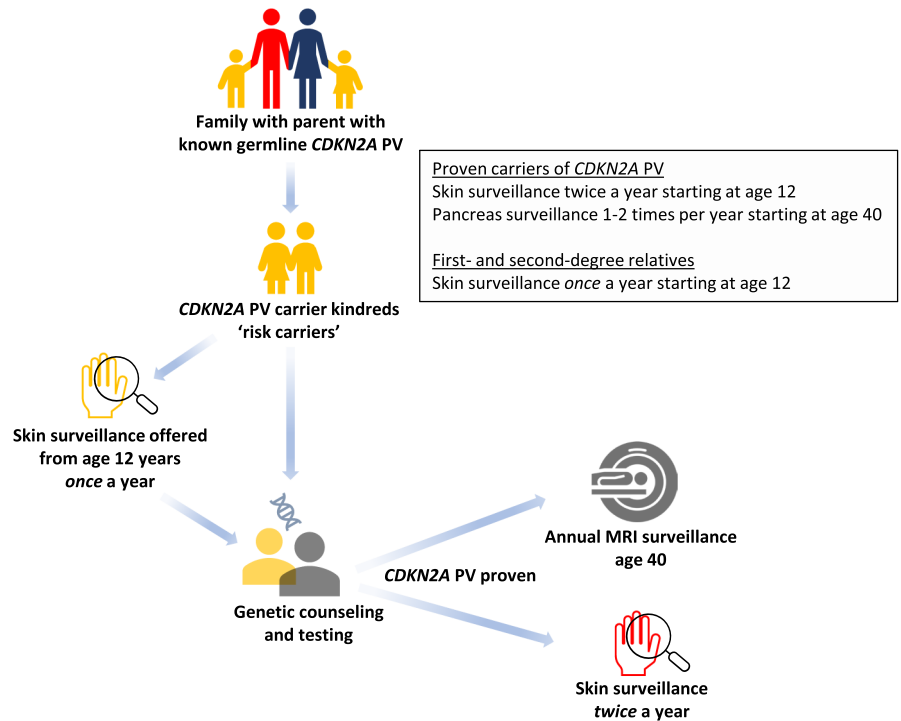 Family with parent with
known germline CDKN2A PV
Proven carriers of CDKN2A PV
Skin surveillance twice a year starting at age 12
Pancreas surveillance 1-2 times per year starting at age 40
First- and second-degree relatives
Skin surveillance once a year starting at age 12
CDKN2A PV carrier kindreds
‘risk carriers’
Skin surveillance offered
from age 12 years
once a year
Annual MRI surveillance
age 40
CDKN2A PV proven
Genetic counseling
and testing
Skin surveillance
twice a year